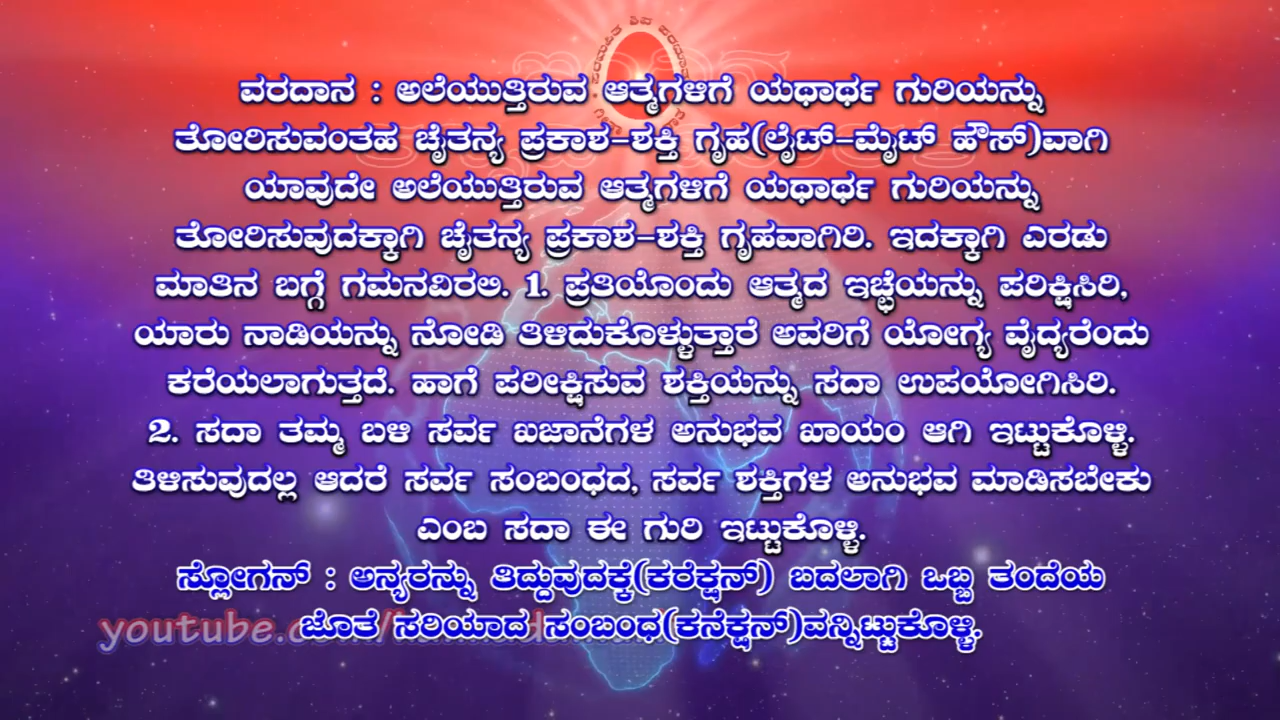 ವರದಾನ : ಅಲೆಯುತ್ತಿರುವ ಆತ್ಮಗಳಿಗೆ ಯಥಾರ್ಥ ಗುರಿಯನ್ನು
ತೋರಿಸುವಂತಹ ಚೈತನ್ಯ ಪ್ರಕಾಶ-ಶಕ್ತಿ ಗೃಹ(ಲೈಟ್-ಮೈಟ್ ಹೌಸ್)ವಾಗಿ
ಯಾವುದೇ ಅಲೆಯುತ್ತಿರುವ ಆತ್ಮಗಳಿಗೆ ಯಥಾರ್ಥ ಗುರಿಯನ್ನು
ತೋರಿಸುವುದಕ್ಕಾಗಿ ಚೈತನ್ಯ ಪ್ರಕಾಶ-ಶಕ್ತಿ ಗೃಹವಾಗಿರಿ. ಇದಕ್ಕಾಗಿ ಎರಡು
ಮಾತಿನ ಬಗ್ಗೆ ಗಮನವಿರಲಿ. 1. ಪ್ರತಿಯೊಂದು ಆತ್ಮದ ಇಚ್ಛೆಯನ್ನು ಪರಿಕ್ಷಿಸಿರಿ,
ಯಾರು ನಾಡಿಯನ್ನು ನೋಡಿ ತಿಳಿದುಕೊಳ್ಳುತ್ತಾರೆ ಅವರಿಗೆ ಯೋಗ್ಯ ವೈದ್ಯರೆಂದು
ಕರೆಯಲಾಗುತ್ತದೆ. ಹಾಗೆ ಪರೀಕ್ಷಿಸುವ ಶಕ್ತಿಯನ್ನು ಸದಾ ಉಪಯೋಗಿಸಿರಿ.
2. ಸದಾ ತಮ್ಮ ಬಳಿ ಸರ್ವ ಖಜಾನೆಗಳ ಅನುಭವ ಖಾಯಂ ಆಗಿ ಇಟ್ಟುಕೊಳ್ಳಿ.
ತಿಳಿಸುವುದಲ್ಲ ಆದರೆ ಸರ್ವ ಸಂಬಂಧದ, ಸರ್ವ ಶಕ್ತಿಗಳ ಅನುಭವ ಮಾಡಿಸಬೇಕು
ಎಂಬ ಸದಾ ಈ ಗುರಿ ಇಟ್ಟುಕೊಳ್ಳಿ.
ಸ್ಲೋಗನ್ : ಅನ್ಯರನ್ನು ತಿದ್ದುವುದಕ್ಕೆ(ಕರೆಕ್ಷನ್) ಬದಲಾಗಿ ಒಬ್ಬ ತಂದೆಯ
ಜೊತೆ ಸರಿಯಾದ ಸಂಬಂಧ(ಕನೆಕ್ಷನ್)ವನ್ನಿಟ್ಟುಕೊಳ್ಳಿ.